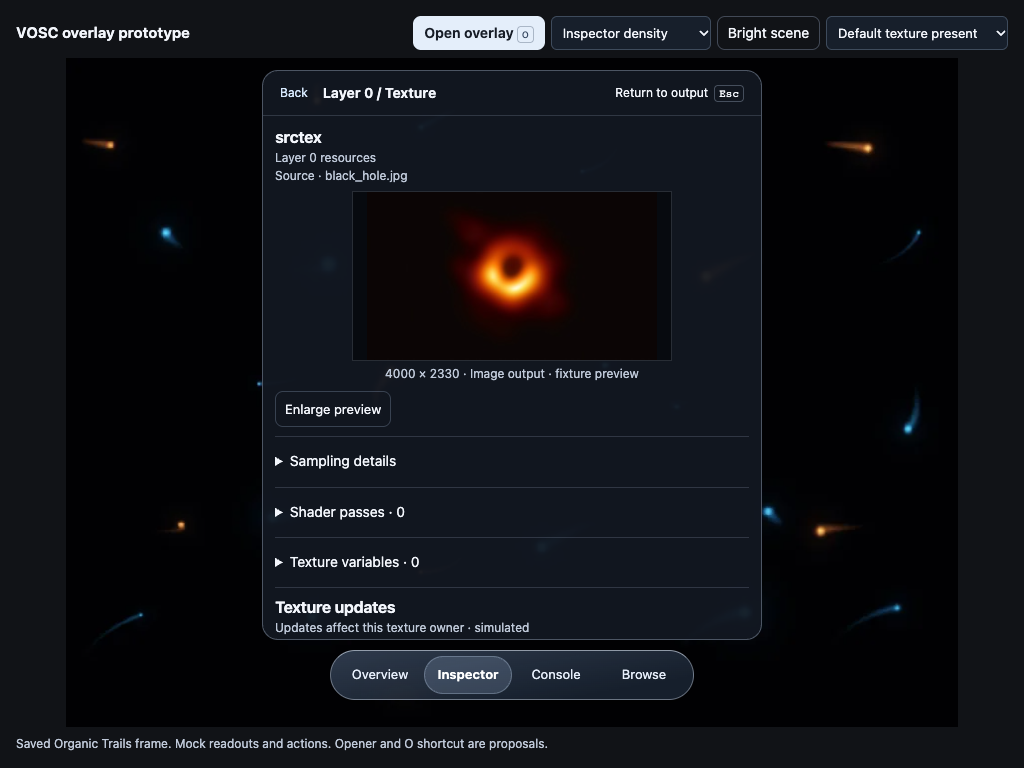 VOSC overlay prototype
Open overlay o
Inspector density
Bright scene
Default texture present
Back
Layer 0 / Texture
Return to output Esc
srctex
Layer 0 resources
Source · black_hole.jpg
4000 × 2330 · Image output · fixture preview
Enlarge preview
Sampling details
Shader passes · 0
Texture variables · 0
Texture updates
Updates affect this texture owner · simulated
Overview
Inspector
Console
Browse
Saved Organic Trails frame. Mock readouts and actions. Opener and O shortcut are proposals.